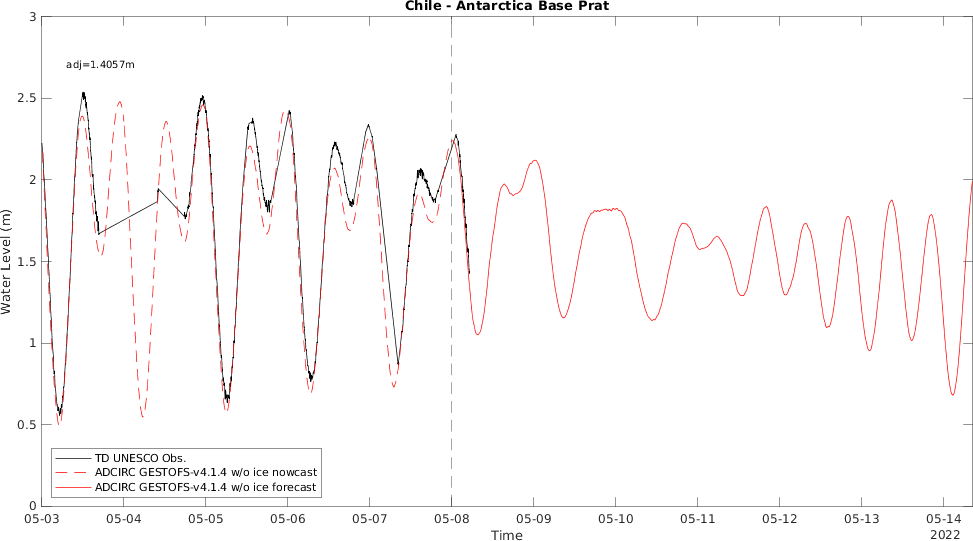 Chile - Antarctica Base Prat
3
adj=1.4057m
2.5
2
1.5
1
0.5
0
Water Level (m)
TD UNESCO Obs.
ADCIRC GESTOFS-v4.1.4 w/o ice nowcast
ADCIRC GESTOFS-v4.1.4 w/o ice forecast
05-03 05-04 05-05 05-06 05-07 05-08 05-09 05-10 05-11 05-12 05-13 05-14
Time
2022